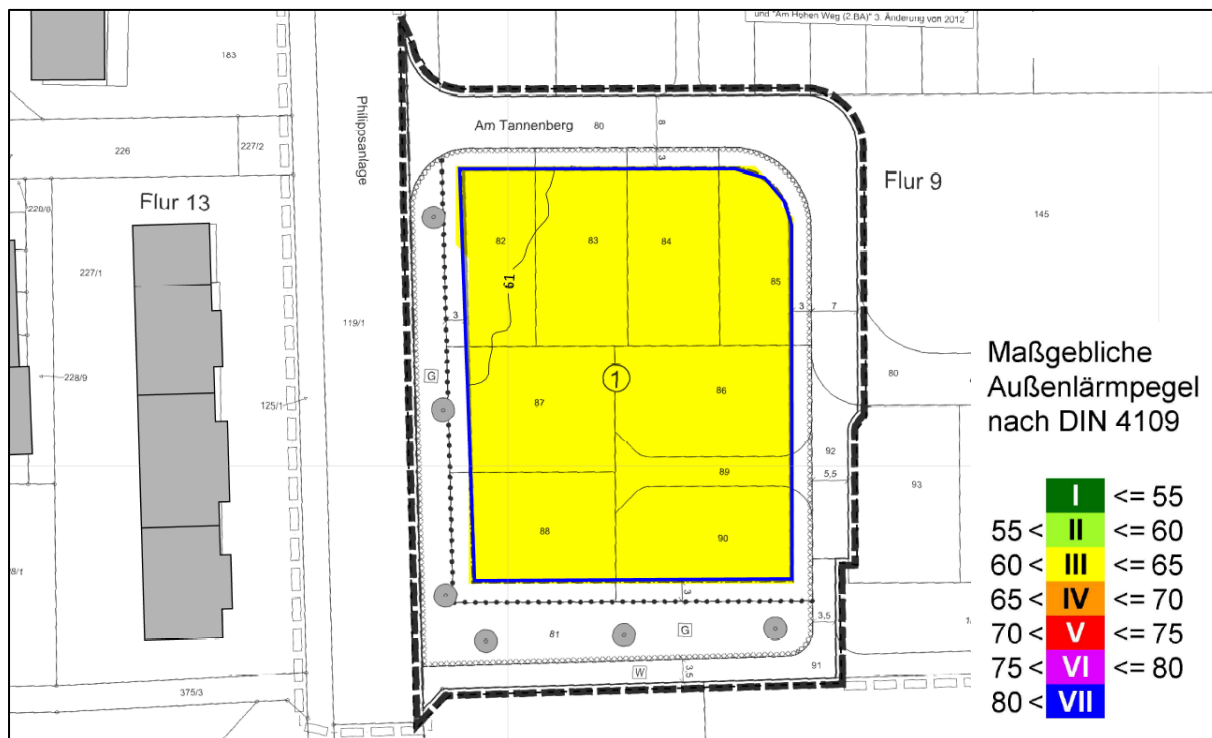 und "Am Hohen Weg (2.BA)" 3. Änderung von 2012
183
Philippsanlage
Am Tannenberg
80
8
3
226
227/2
Flur 13
Flur 9
220/6
145
227/1
82
83
84
85
61
3
3
7
119/1
228/9
125/1
G
1
87
86
80
89
92
5,5
93
88
90
3
3,5
81
G
W
3,5
91
375/3
Maßgebliche
Außenlärmpegel
nach DIN 4109
I <= 55
55 < II <= 60
60 < III <= 65
65 < IV <= 70
70 < V <= 75
75 < VI <= 80
80 < VII